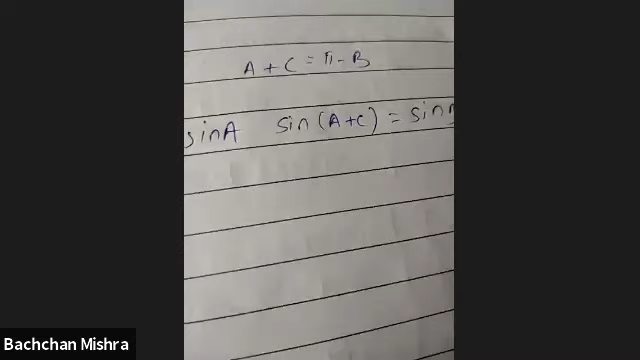 A + C = π - B
sinA sin (A+C) = sin
Bachchan Mishra